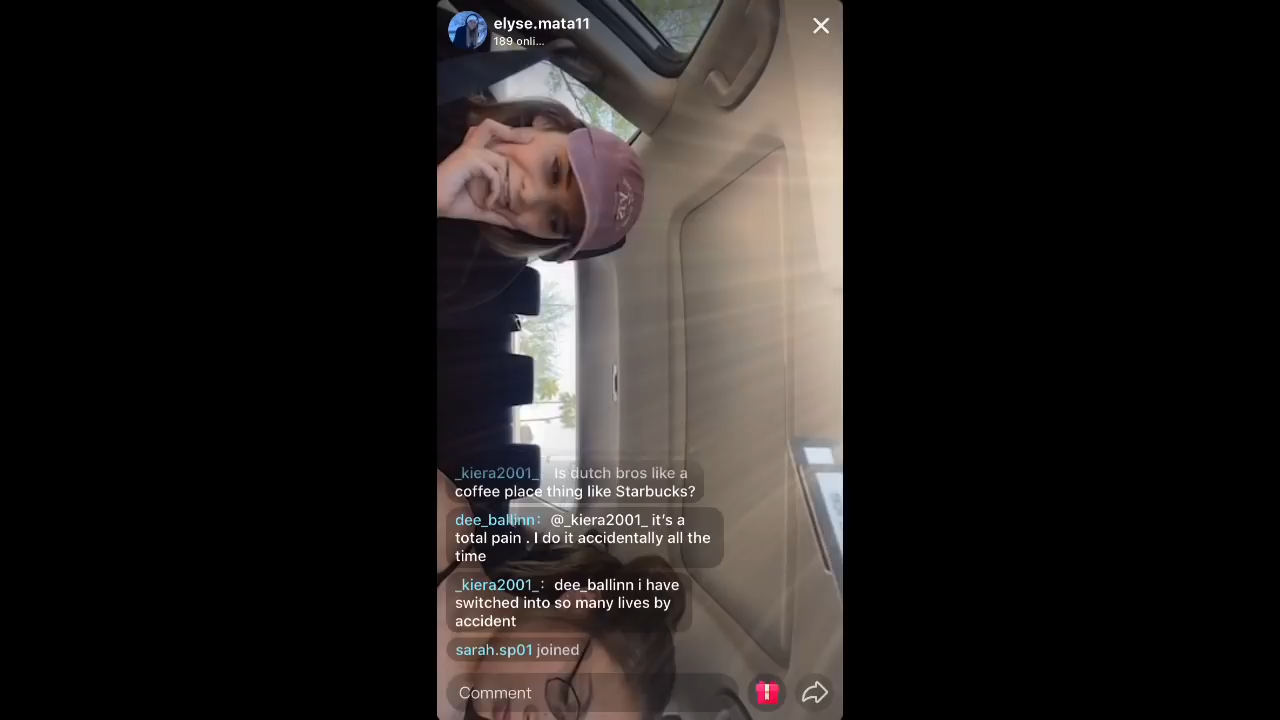 elyse.mata11
189 onli...
_kiera2001_: Is dutch bros like a
coffee place thing like Starbucks?
dee_ballinn: @_kiera2001_ it's a
total pain . I do it accidentally all the
time
_kiera2001_: dee_ballinn i have
switched into so many lives by
accident
sarah.sp01 joined
Comment